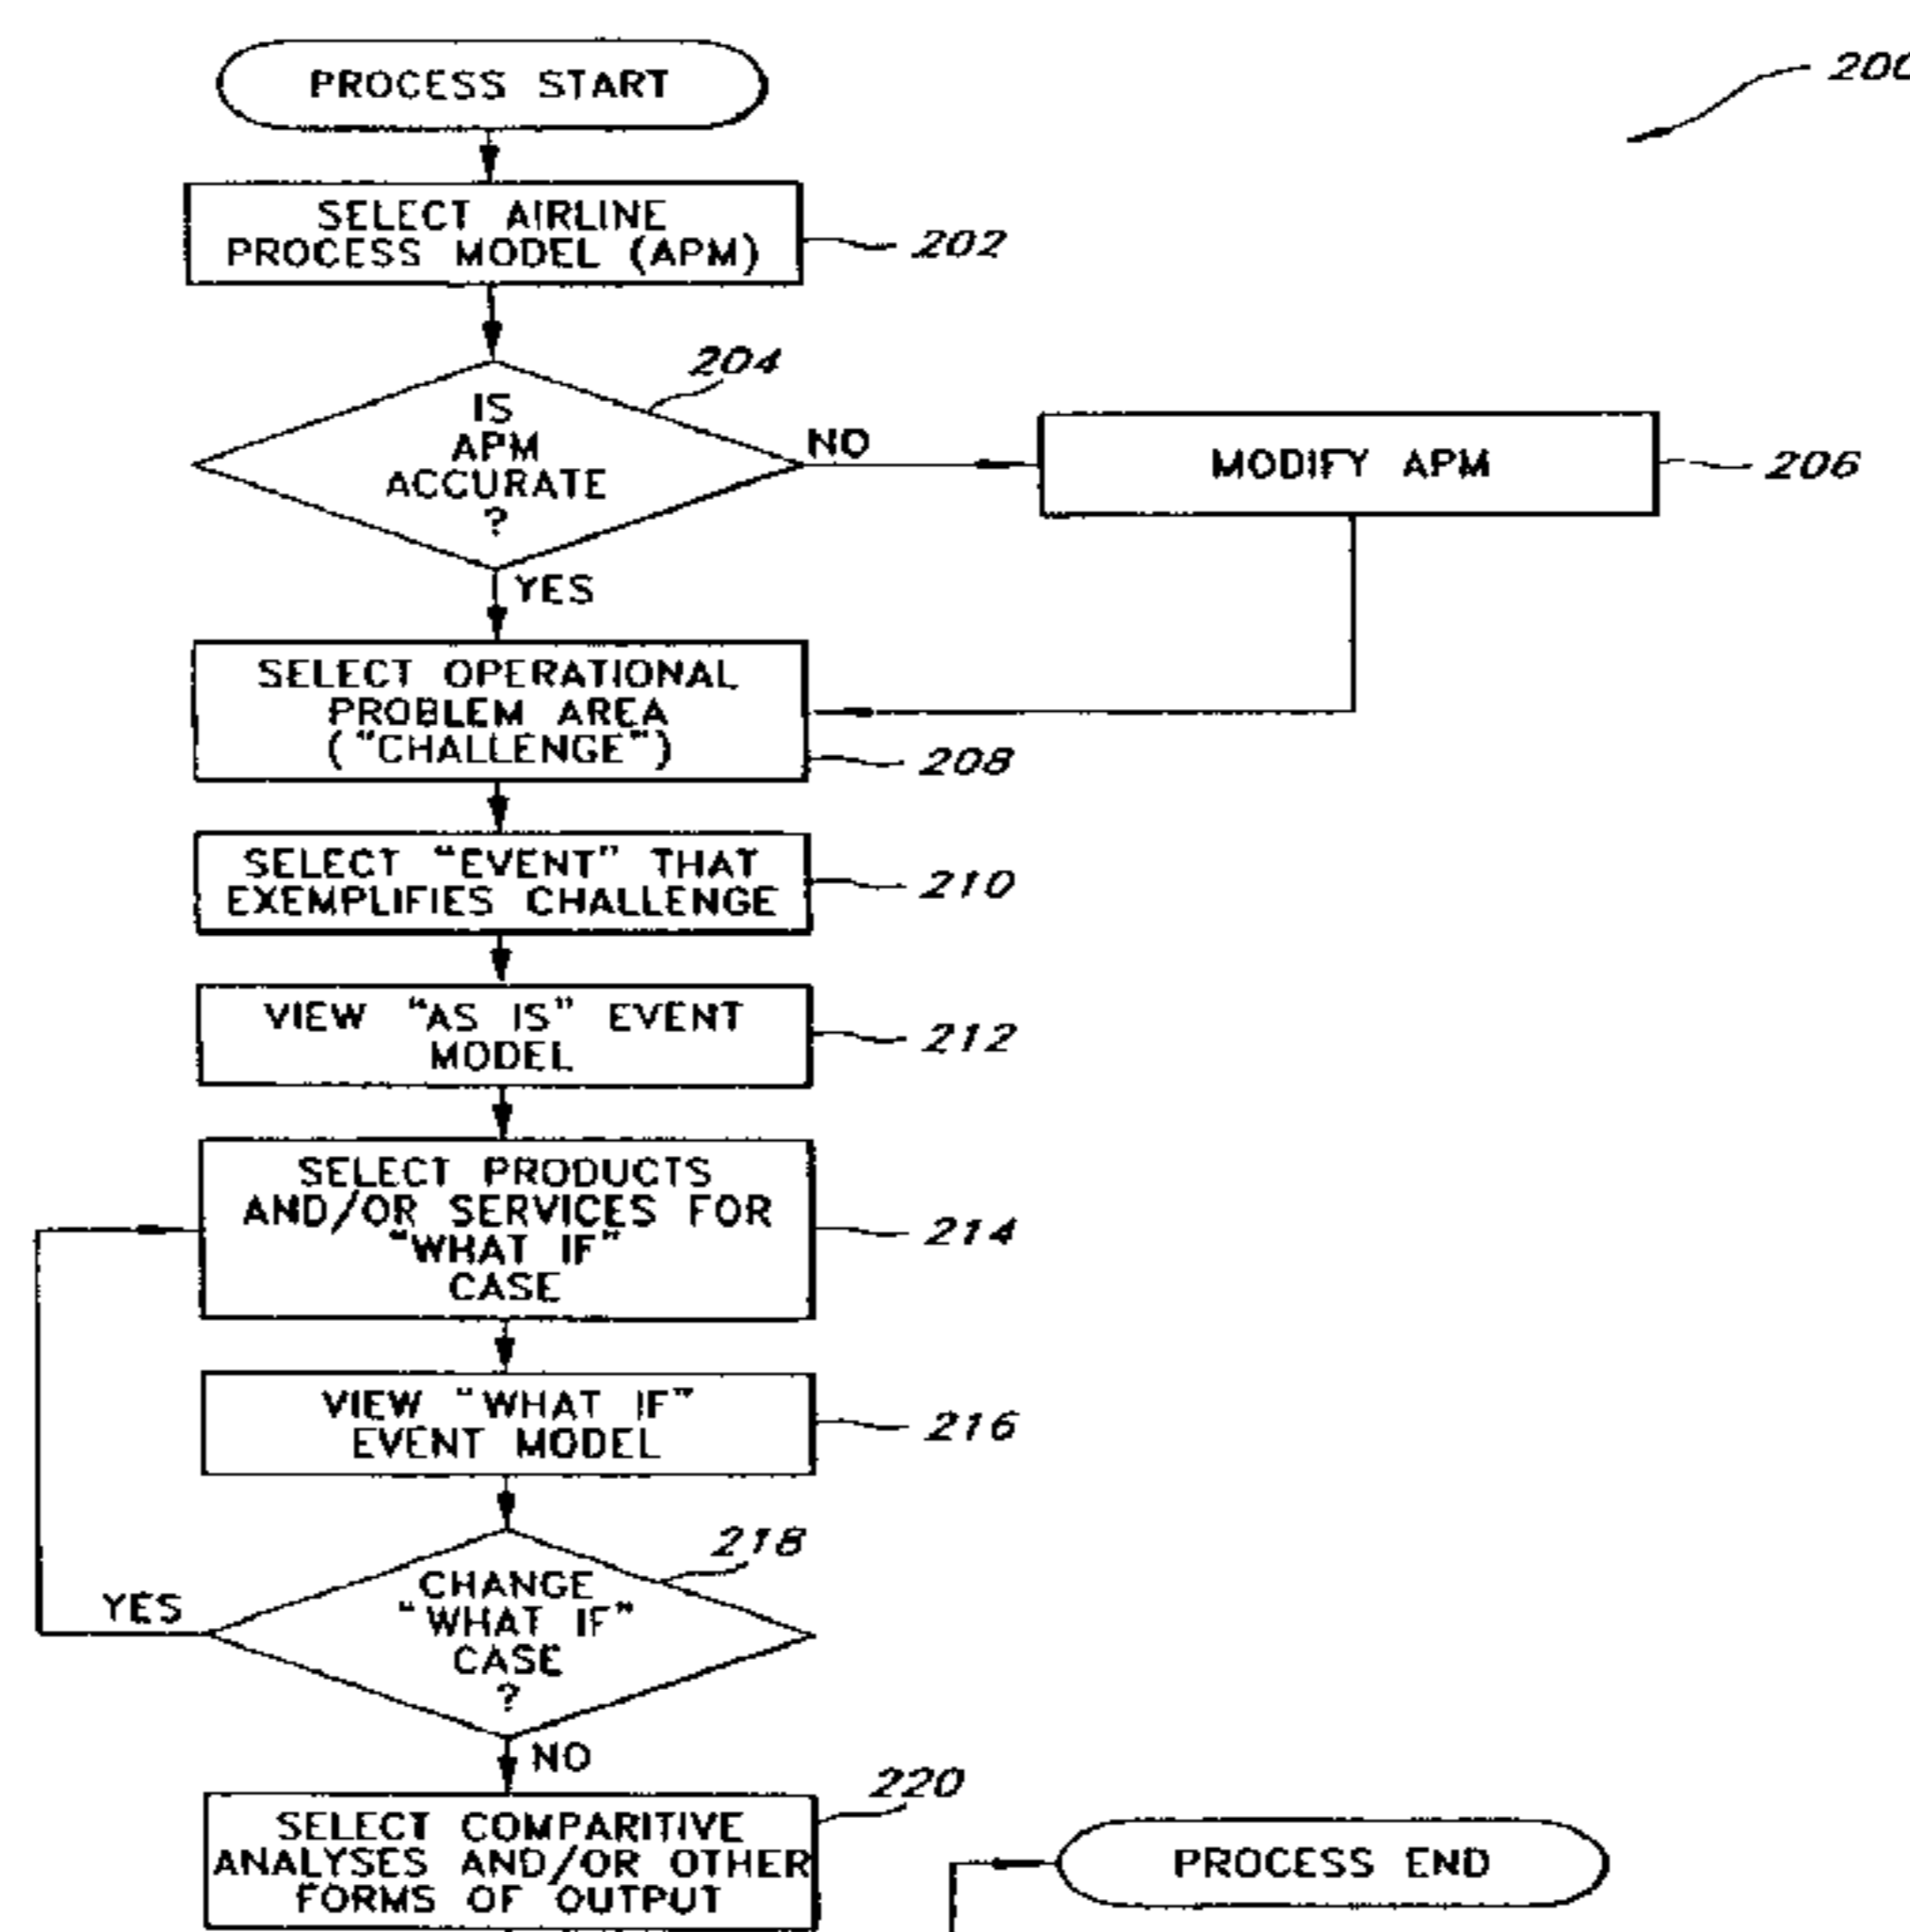 PROCESS START
200
SELECT AIRLINE
PROCESS MODEL (APM)
202
204
IS
APM
ACCURATE
?
NO
MODIFY APM
206
YES
SELECT OPERATIONAL
PROBLEM AREA
("CHALLENGE")
208
SELECT "EVENT" THAT
EXEMPLIFIES CHALLENGE
210
VIEW "AS IS" EVENT
MODEL
212
SELECT PRODUCTS
AND/OR SERVICES FOR
"WHAT IF"
CASE
214
VIEW "WHAT IF"
EVENT MODEL
216
218
CHANGE
"WHAT IF"
CASE
?
YES
NO
220
SELECT COMPARITIVE
ANALYSES AND/OR OTHER
FORMS OF OUTPUT
PROCESS END